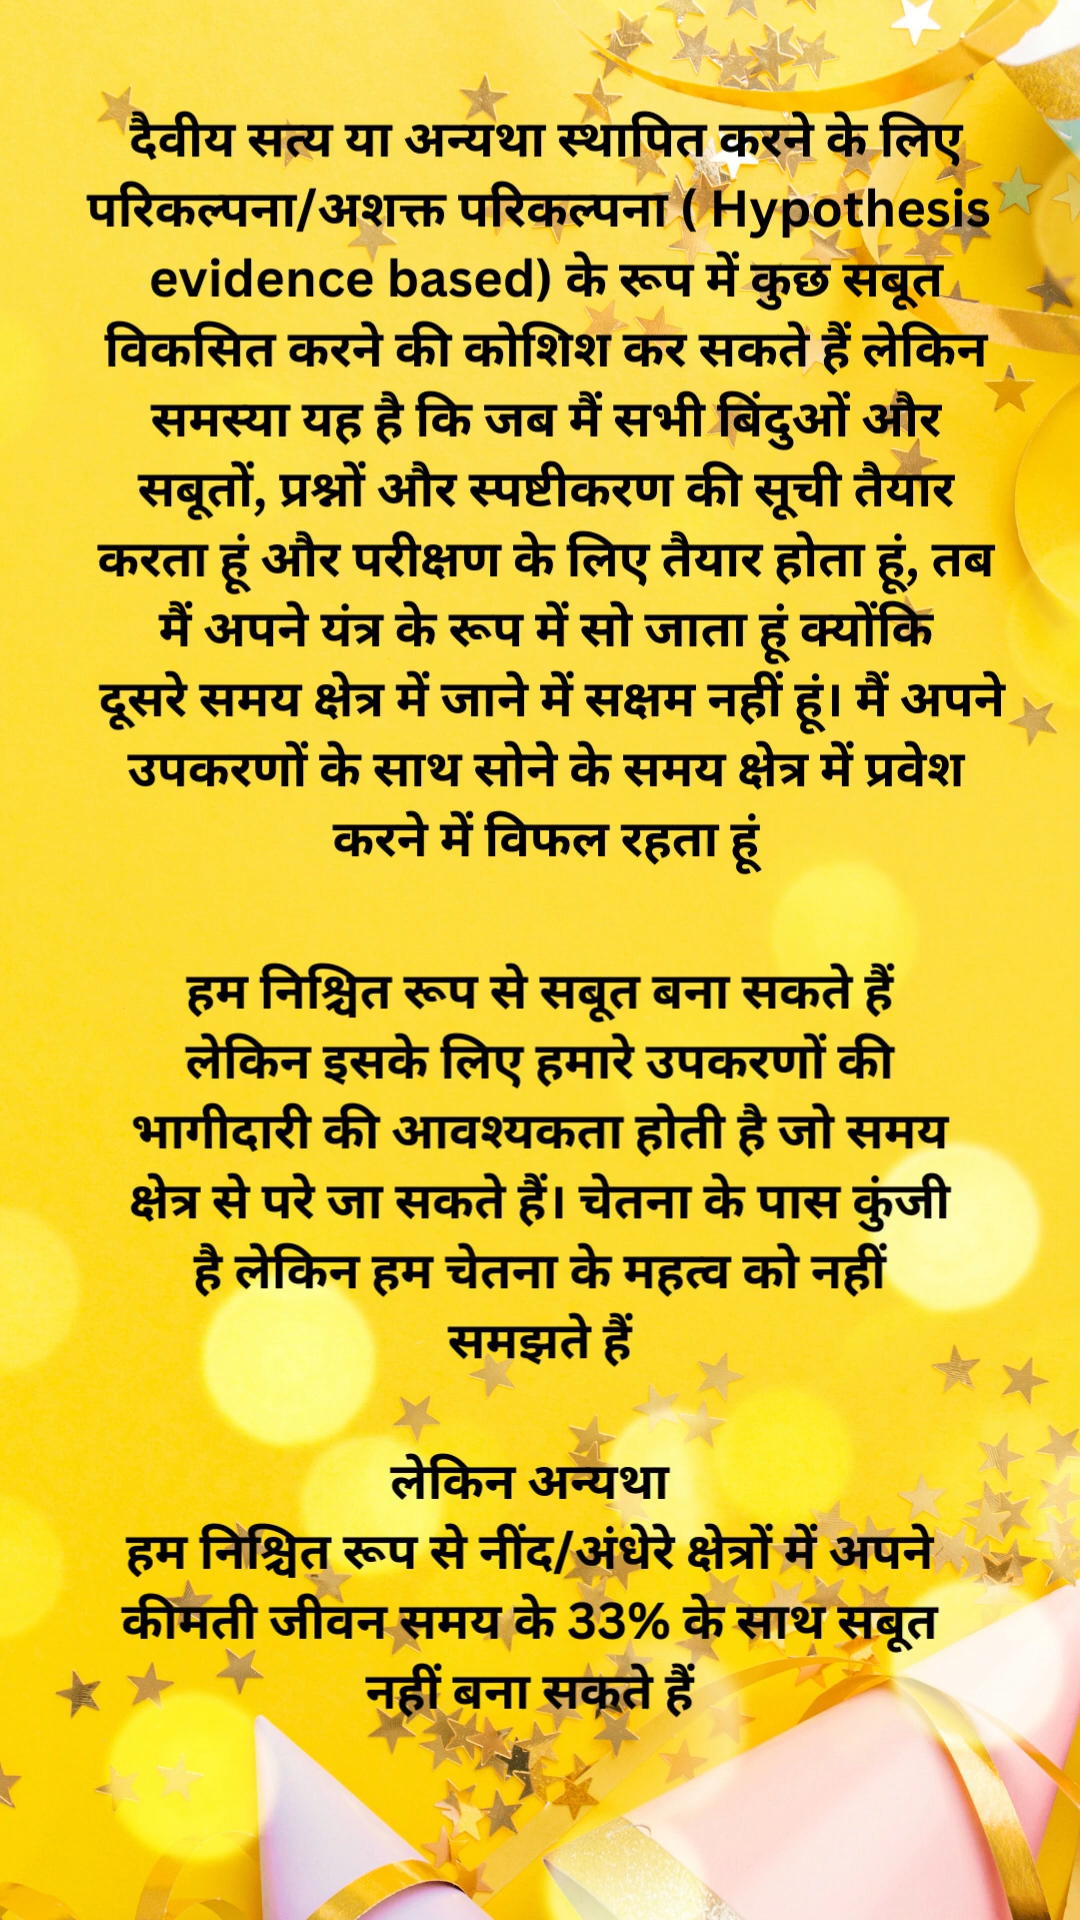 दैवीय सत्य या अन्यथा स्थापित करने के लिए
परिकल्पना/अशक्त परिकल्पना ( Hypothesis
evidence based) के रूप में कुछ सबूत
विकसित करने की कोशिश कर सकते हैं लेकिन
समस्या यह है कि जब मैं सभी बिंदुओं और
सबूतों, प्रश्नों और स्पष्टीकरण की सूची तैयार
करता हूं और परीक्षण के लिए तैयार होता हूं, तब
मैं अपने यंत्र के रूप में सो जाता हूं क्योंकि
दूसरे समय क्षेत्र में जाने में सक्षम नहीं हूं। मैं अपने
उपकरणों के साथ सोने के समय क्षेत्र में प्रवेश
करने में विफल रहता हूं
हम निश्चित रूप से सबूत बना सकते हैं
लेकिन इसके लिए हमारे उपकरणों की
भागीदारी की आवश्यकता होती है जो समय
क्षेत्र से परे जा सकते हैं। चेतना के पास कुंजी
है लेकिन हम चेतना के महत्व को नहीं
समझते हैं
लेकिन अन्यथा
हम निश्चित रूप से नींद/अंधेरे क्षेत्रों में अपने
कीमती जीवन समय के 33% के साथ सबूत
नहीं बना सकते हैं